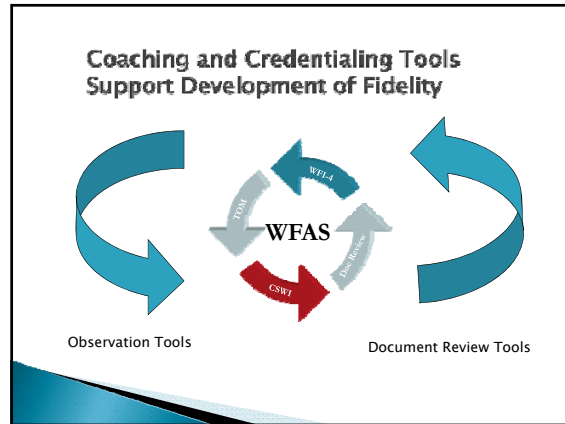 Coaching and Credentialing Tools
Support Development of Fidelity
WFI-4
TOM
WFAS
Doc Review
CSWI
Observation Tools
Document Review Tools